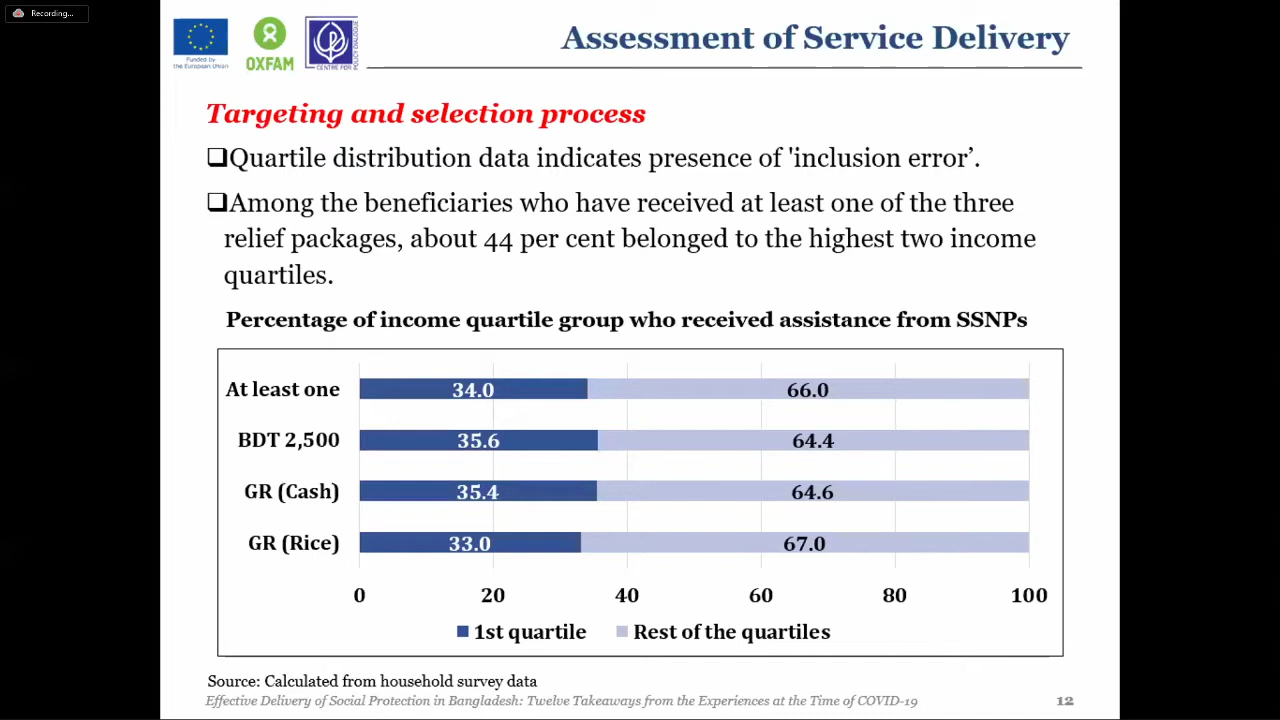 Recording...
Funded by
the European Union
OXFAM
CENTRE FOR
POLICY DIALOGUE
Assessment of Service Delivery
Targeting and selection process
❑Quartile distribution data indicates presence of 'inclusion error’.
❑Among the beneficiaries who have received at least one of the three
relief packages, about 44 per cent belonged to the highest two income
quartiles.
Percentage of income quartile group who received assistance from SSNPs
At least one 34.0 66.0
BDT 2,500 35.6 64.4
GR (Cash) 35.4 64.6
GR (Rice) 33.0 67.0
0 20 40 60 80 100
1st quartile Rest of the quartiles
Source: Calculated from household survey data
Effective Delivery of Social Protection in Bangladesh: Twelve Takeaways from the Experiences at the Time of COVID-19 12